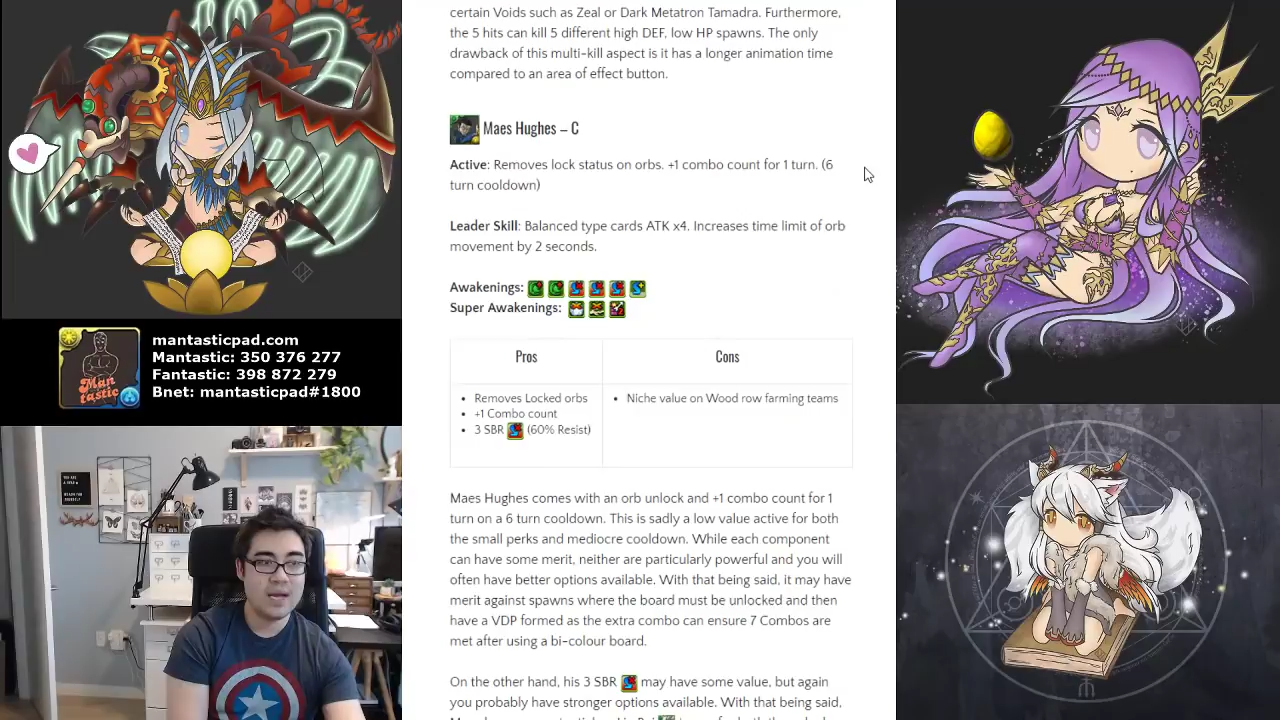 certain Voids such as Zeal or Dark Metatron Tamadra. Furthermore,
the 5 hits can kill 5 different high DEF, low HP spawns. The only
drawback of this multi-kill aspect is it has a longer animation time
compared to an area of effect button.
Maes Hughes – C
Active: Removes lock status on orbs. +1 combo count for 1 turn. (6
turn cooldown)
Leader Skill: Balanced type cards ATK x4. Increases time limit of orb
movement by 2 seconds.
Awakenings:
Super Awakenings:
Pros
Cons
Removes Locked orbs
+1 Combo count
3 SBR (60% Resist)
Niche value on Wood row farming teams
Maes Hughes comes with an orb unlock and +1 combo count for 1
turn on a 6 turn cooldown. This is sadly a low value active for both
the small perks and mediocre cooldown. While each component
can have some merit, neither are particularly powerful and you will
often have better options available. With that being said, it may have
merit against spawns where the board must be unlocked and then
have a VDP formed as the extra combo can ensure 7 Combos are
met after using a bi-colour board.
On the other hand, his 3 SBR may have some value, but again
you probably have stronger options available. With that being said,
mantasticpad.com
Mantastic: 350 376 277
Fantastic: 398 872 279
Bnet: mantasticpad#1800
Man
tastic